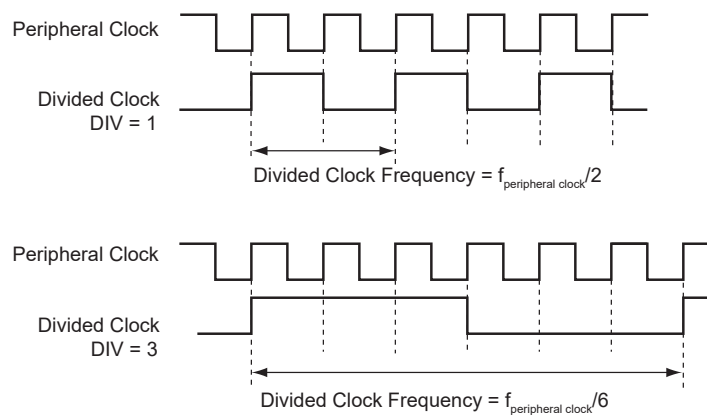 Peripheral Clock
Divided Clock
DIV = 1
Divided Clock Frequency = fperipheral clock/2
Peripheral Clock
Divided Clock
DIV = 3
Divided Clock Frequency = fperipheral clock/6